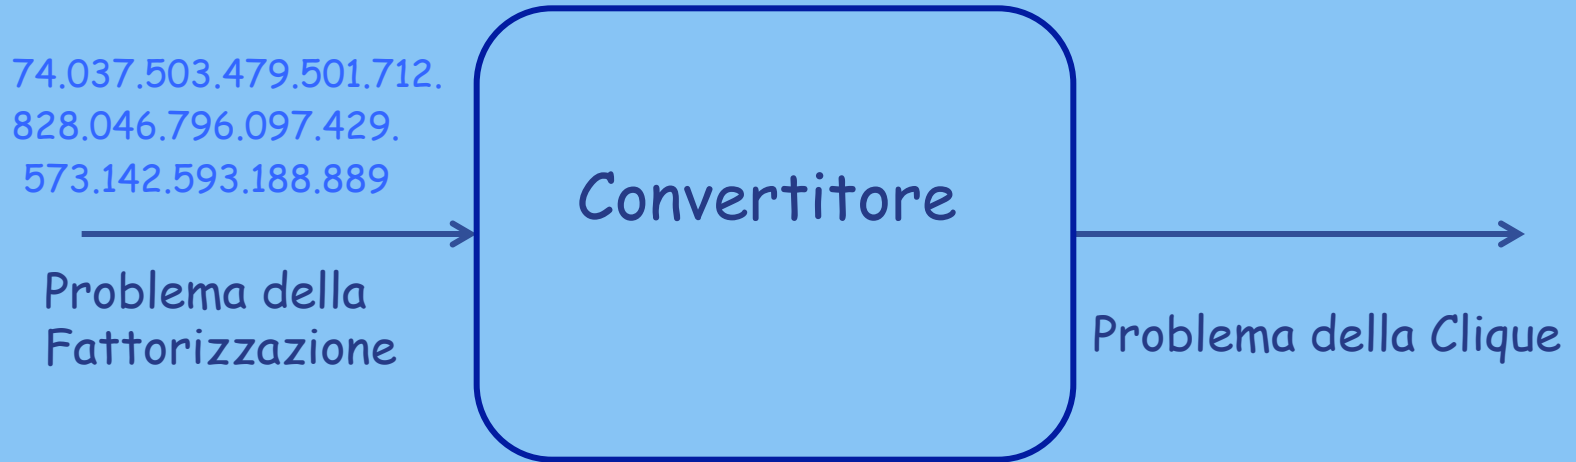 74.037.503.479.501.712.
828.046.796.097.429.
573.142.593.188.889
Convertitore
Problema della
Fattorizzazione
Problema della Clique